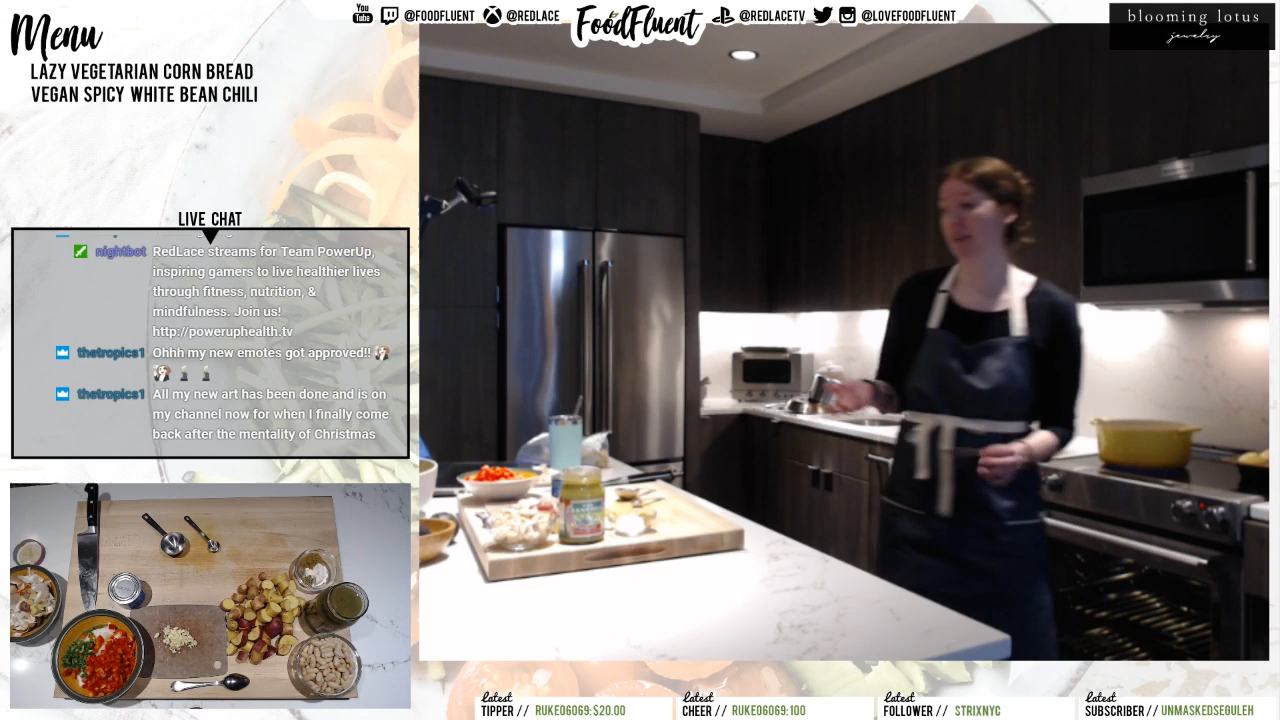 Menu
LAZY VEGETARIAN CORN BREAD
VEGAN SPICY WHITE BEAN CHILI
You Tube @FOODFLUENT @REDLACE FoodFluent @REDLACETV @LOVEFOODFLUENT
blooming lotus
jewelry
LIVE CHAT
nightbot RedLace streams for Team PowerUp,
inspiring gamers to live healthier lives
through fitness, nutrition, &
mindfulness. Join us!
http://poweruphealth.tv
thetropics1 Ohhh my new emotes got approved!!
thetropics1 All my new art has been done and is on
my channel now for when I finally come
back after the mentality of Christmas
latest
TIPPER // RUKE06069: $20.00
latest
CHEER // RUKE06069: 100
latest
FOLLOWER // STRIXNYC
latest
SUBSCRIBER // UNMASKEDSEGULEH